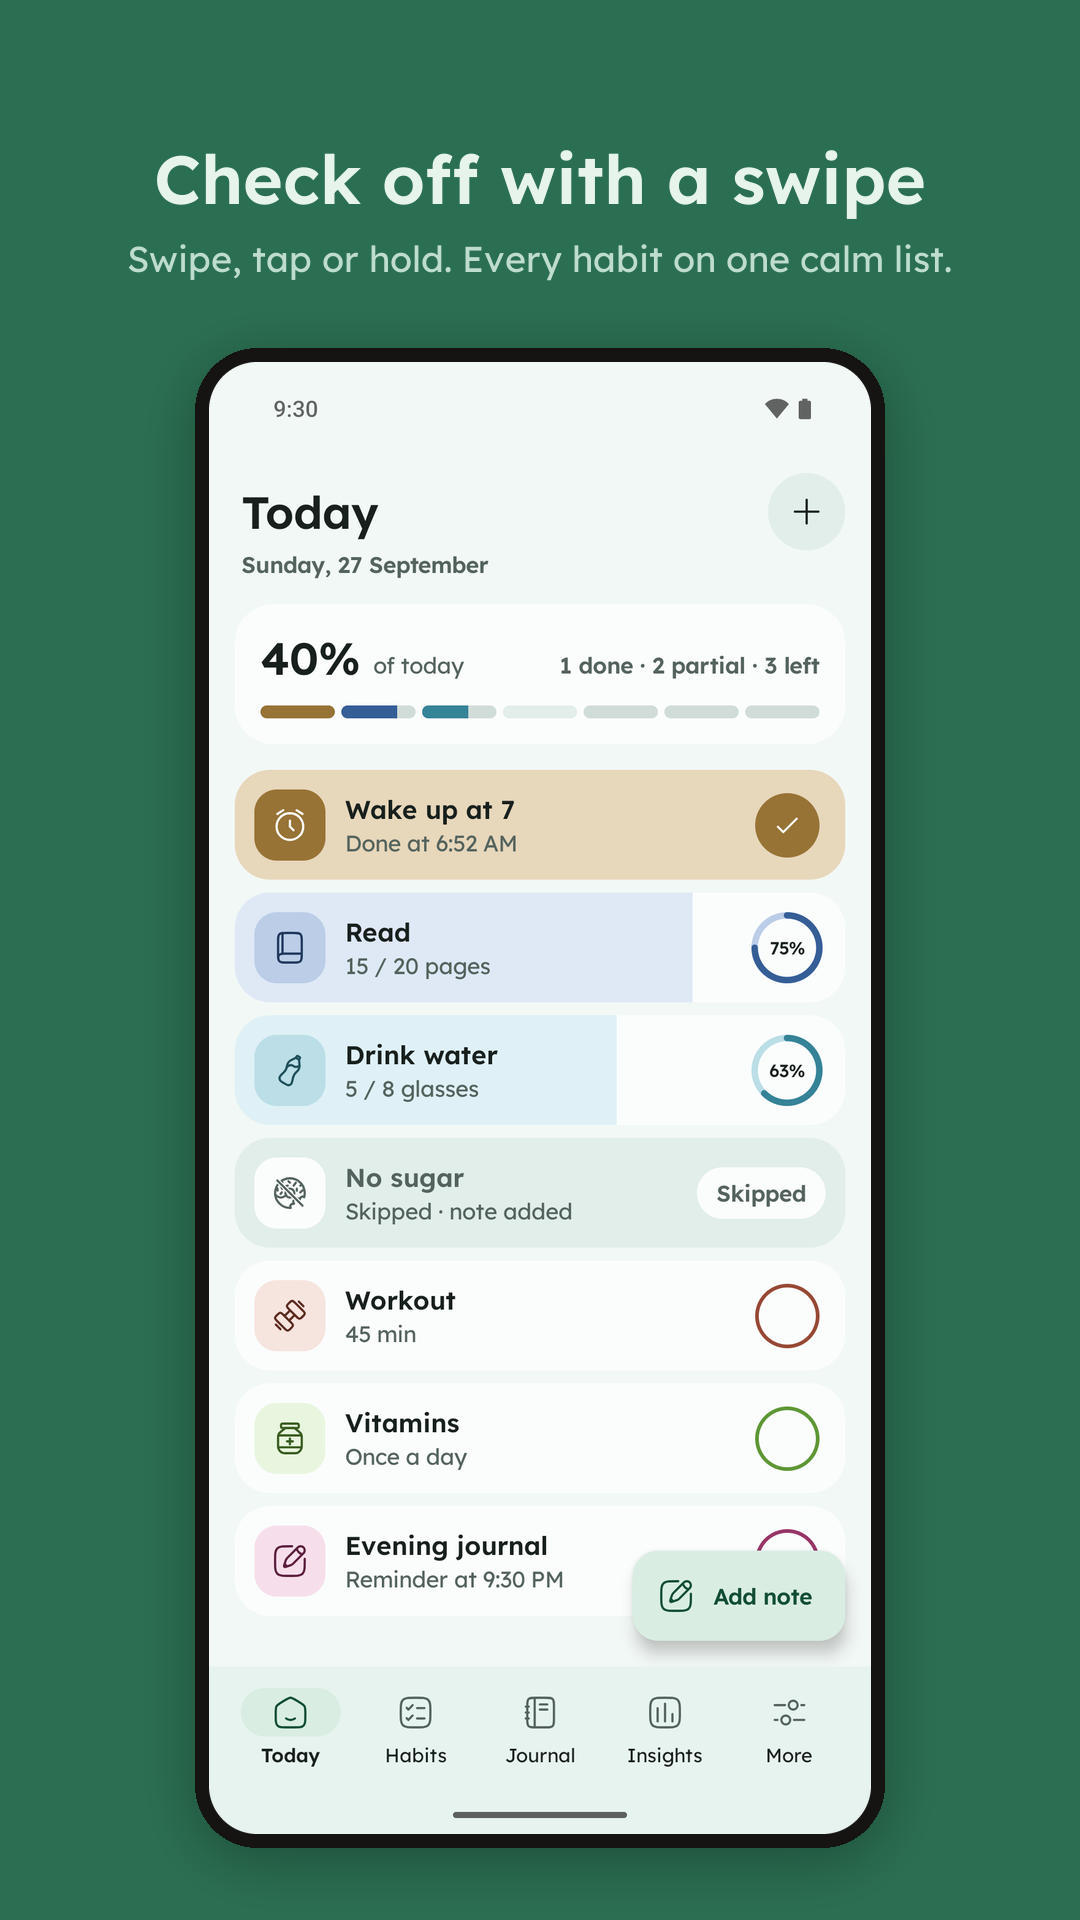 Check off with a swipe
Swipe, tap or hold. Every habit on one calm list.
9:30
Today
Sunday, 27 September
40% of today
1 done · 2 partial · 3 left
Wake up at 7
Done at 6:52 AM
Read
15 / 20 pages
75%
Drink water
5 / 8 glasses
63%
No sugar
Skipped · note added
Skipped
Workout
45 min
Vitamins
Once a day
Evening journal
Reminder at 9:30 PM
Add note
Today
Habits
Journal
Insights
More